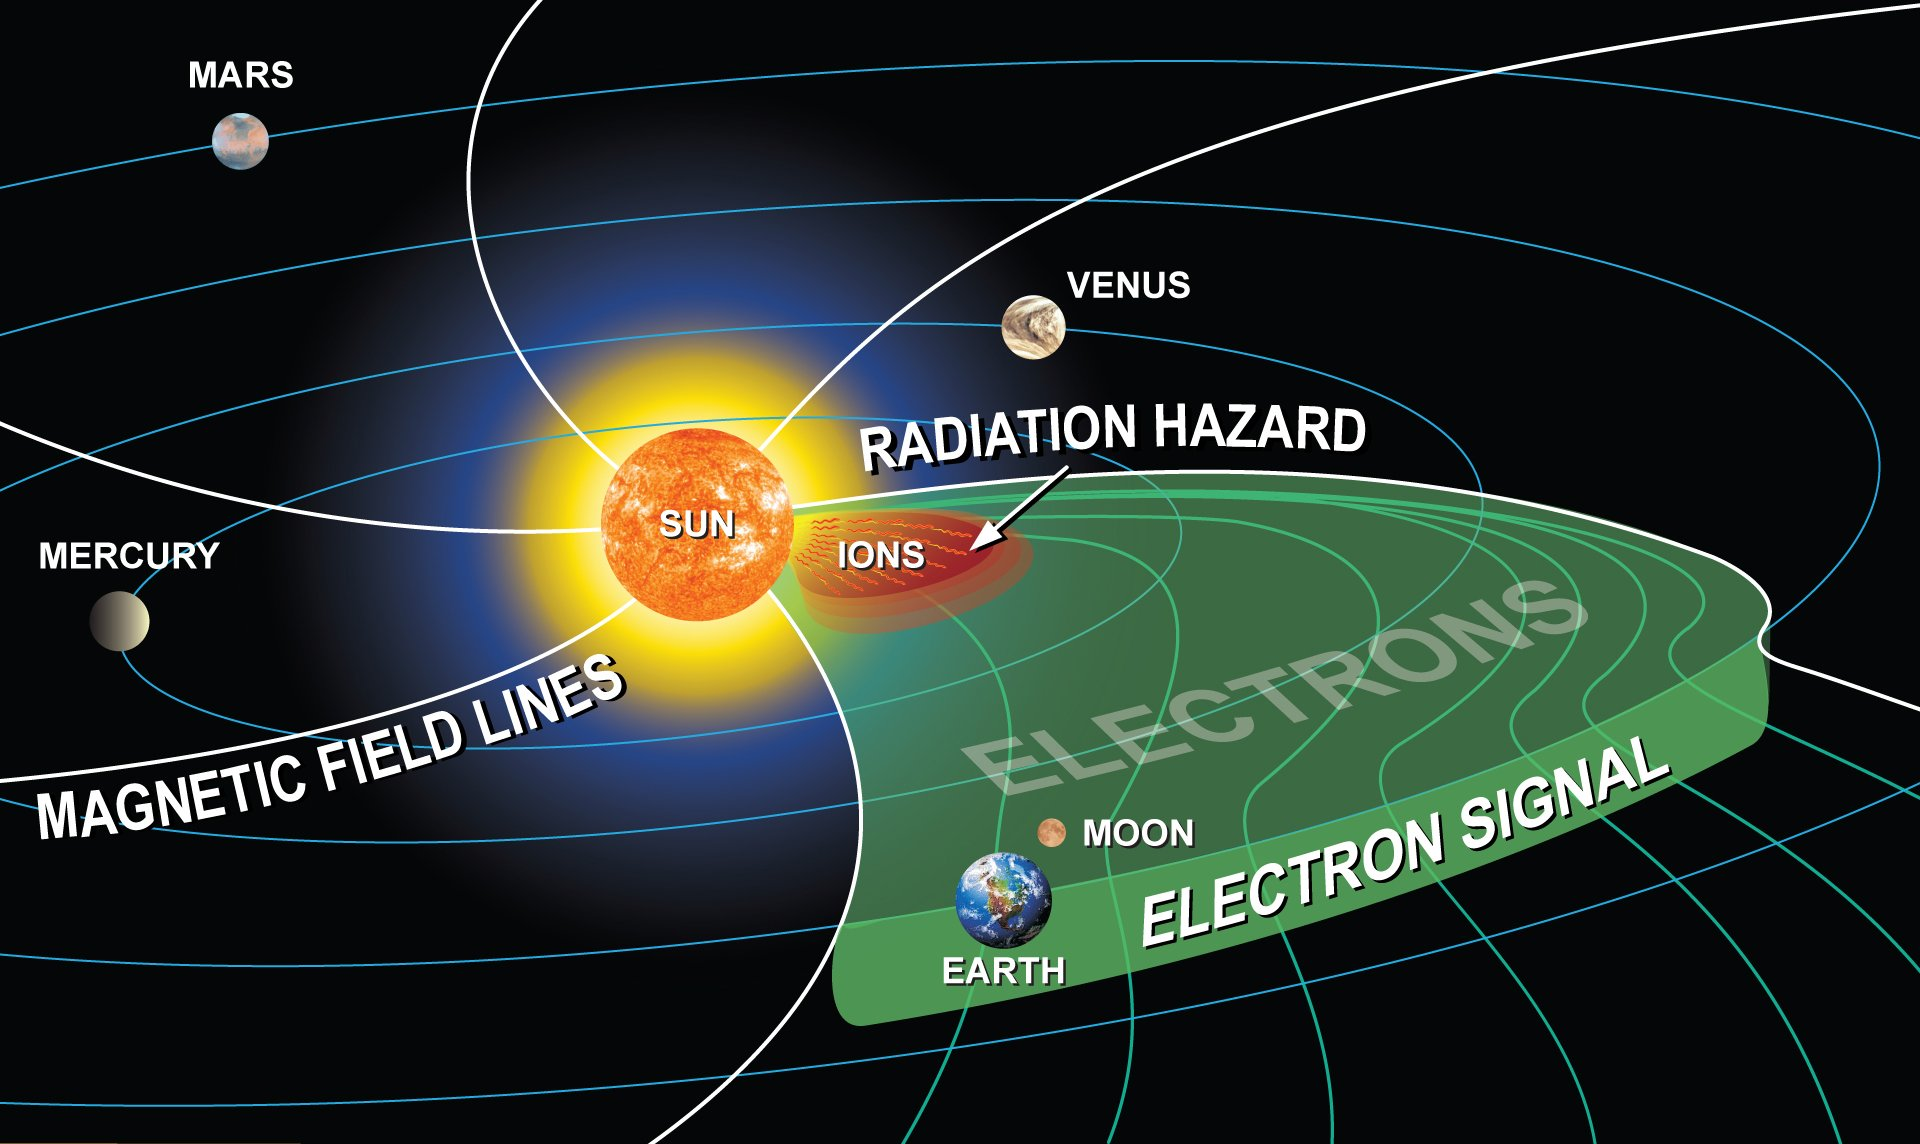 MARS
VENUS
RADIATION HAZARD
SUN
IONS
MERCURY
ELECTRONS
MAGNETIC FIELD LINES
MOON
ELECTRON SIGNAL
EARTH